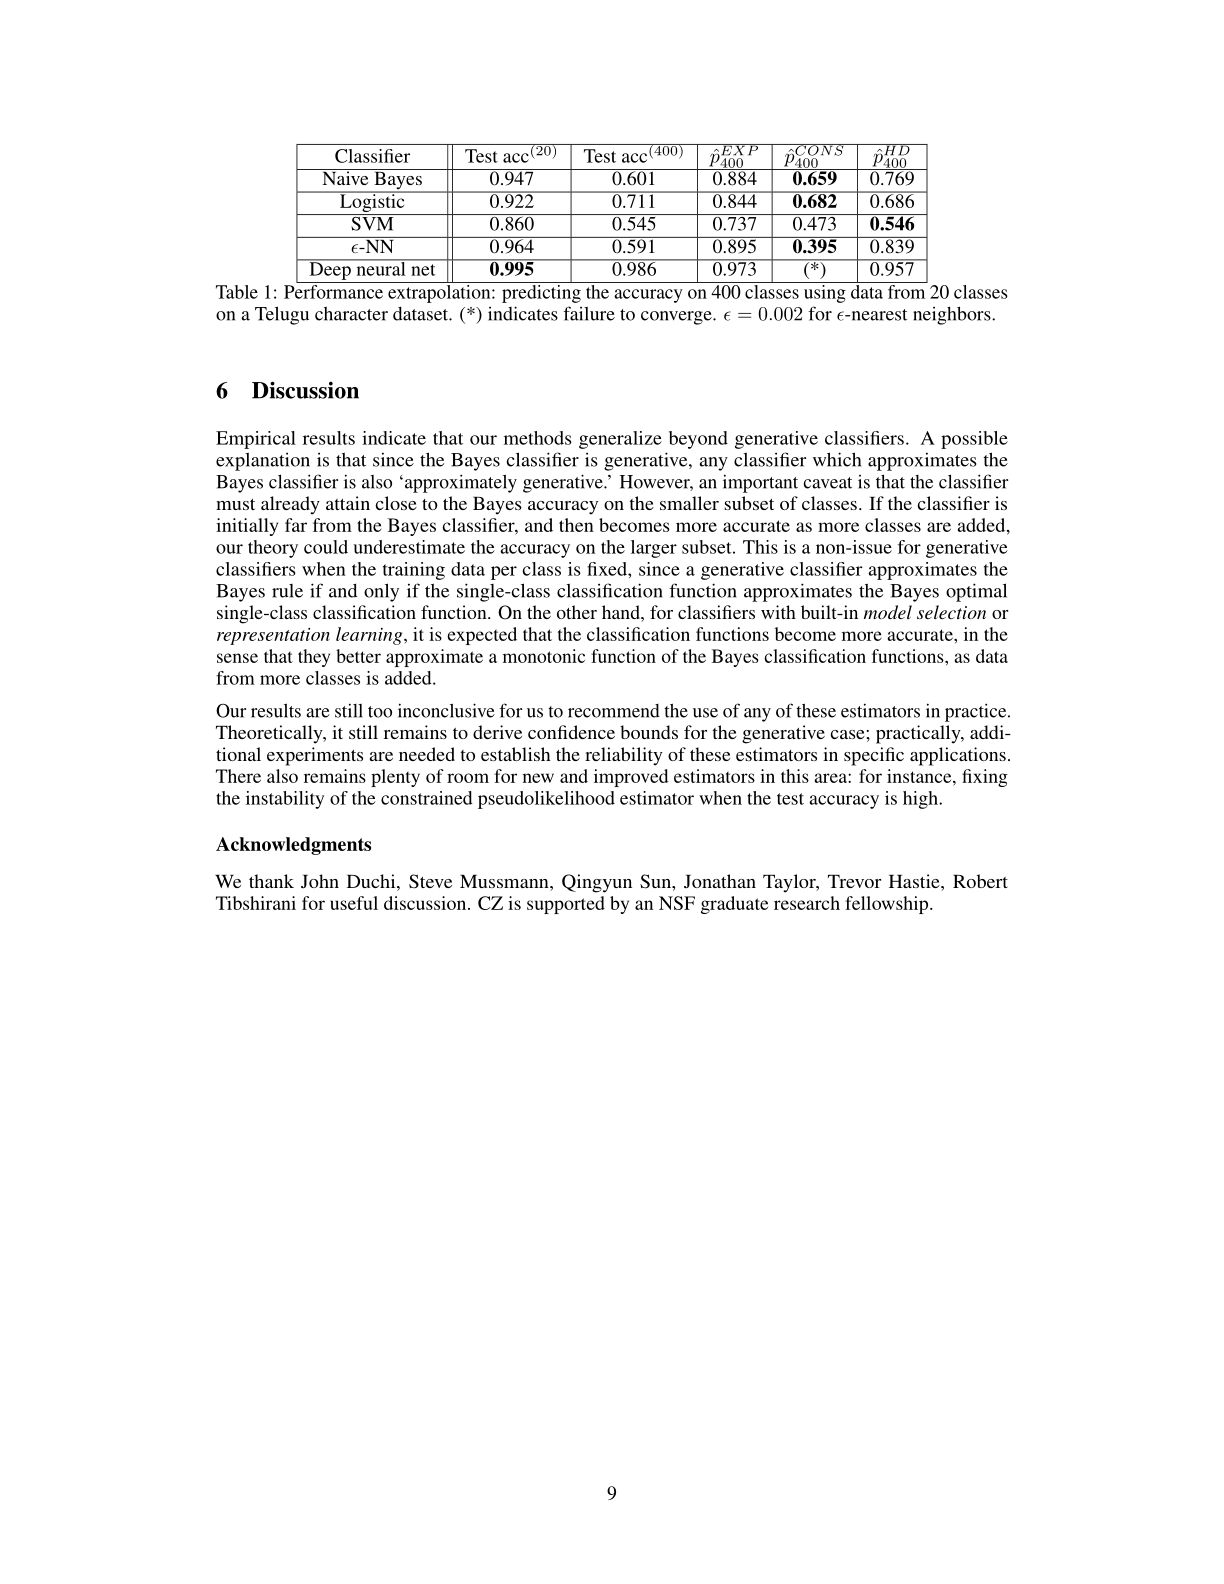 Classifier Test acc^(20) Test acc^(400) p̂_400^EXP p̂_400^CONS p̂_400^HD
Naive Bayes 0.947 0.601 0.884 0.659 0.769
Logistic 0.922 0.711 0.844 0.682 0.686
SVM 0.860 0.545 0.737 0.473 0.546
ϵ-NN 0.964 0.591 0.895 0.395 0.839
Deep neural net 0.995 0.986 0.973 (*) 0.957
Table 1: Performance extrapolation: predicting the accuracy on 400 classes using data from 20 classes
on a Telugu character dataset. (*) indicates failure to converge. ϵ = 0.002 for ϵ-nearest neighbors.
6 Discussion
Empirical results indicate that our methods generalize beyond generative classifiers. A possible
explanation is that since the Bayes classifier is generative, any classifier which approximates the
Bayes classifier is also ‘approximately generative.’ However, an important caveat is that the classifier
must already attain close to the Bayes accuracy on the smaller subset of classes. If the classifier is
initially far from the Bayes classifier, and then becomes more accurate as more classes are added,
our theory could underestimate the accuracy on the larger subset. This is a non-issue for generative
classifiers when the training data per class is fixed, since a generative classifier approximates the
Bayes rule if and only if the single-class classification function approximates the Bayes optimal
single-class classification function. On the other hand, for classifiers with built-in model selection or
representation learning, it is expected that the classification functions become more accurate, in the
sense that they better approximate a monotonic function of the Bayes classification functions, as data
from more classes is added.
Our results are still too inconclusive for us to recommend the use of any of these estimators in practice.
Theoretically, it still remains to derive confidence bounds for the generative case; practically, addi-
tional experiments are needed to establish the reliability of these estimators in specific applications.
There also remains plenty of room for new and improved estimators in this area: for instance, fixing
the instability of the constrained pseudolikelihood estimator when the test accuracy is high.
Acknowledgments
We thank John Duchi, Steve Mussmann, Qingyun Sun, Jonathan Taylor, Trevor Hastie, Robert
Tibshirani for useful discussion. CZ is supported by an NSF graduate research fellowship.
9